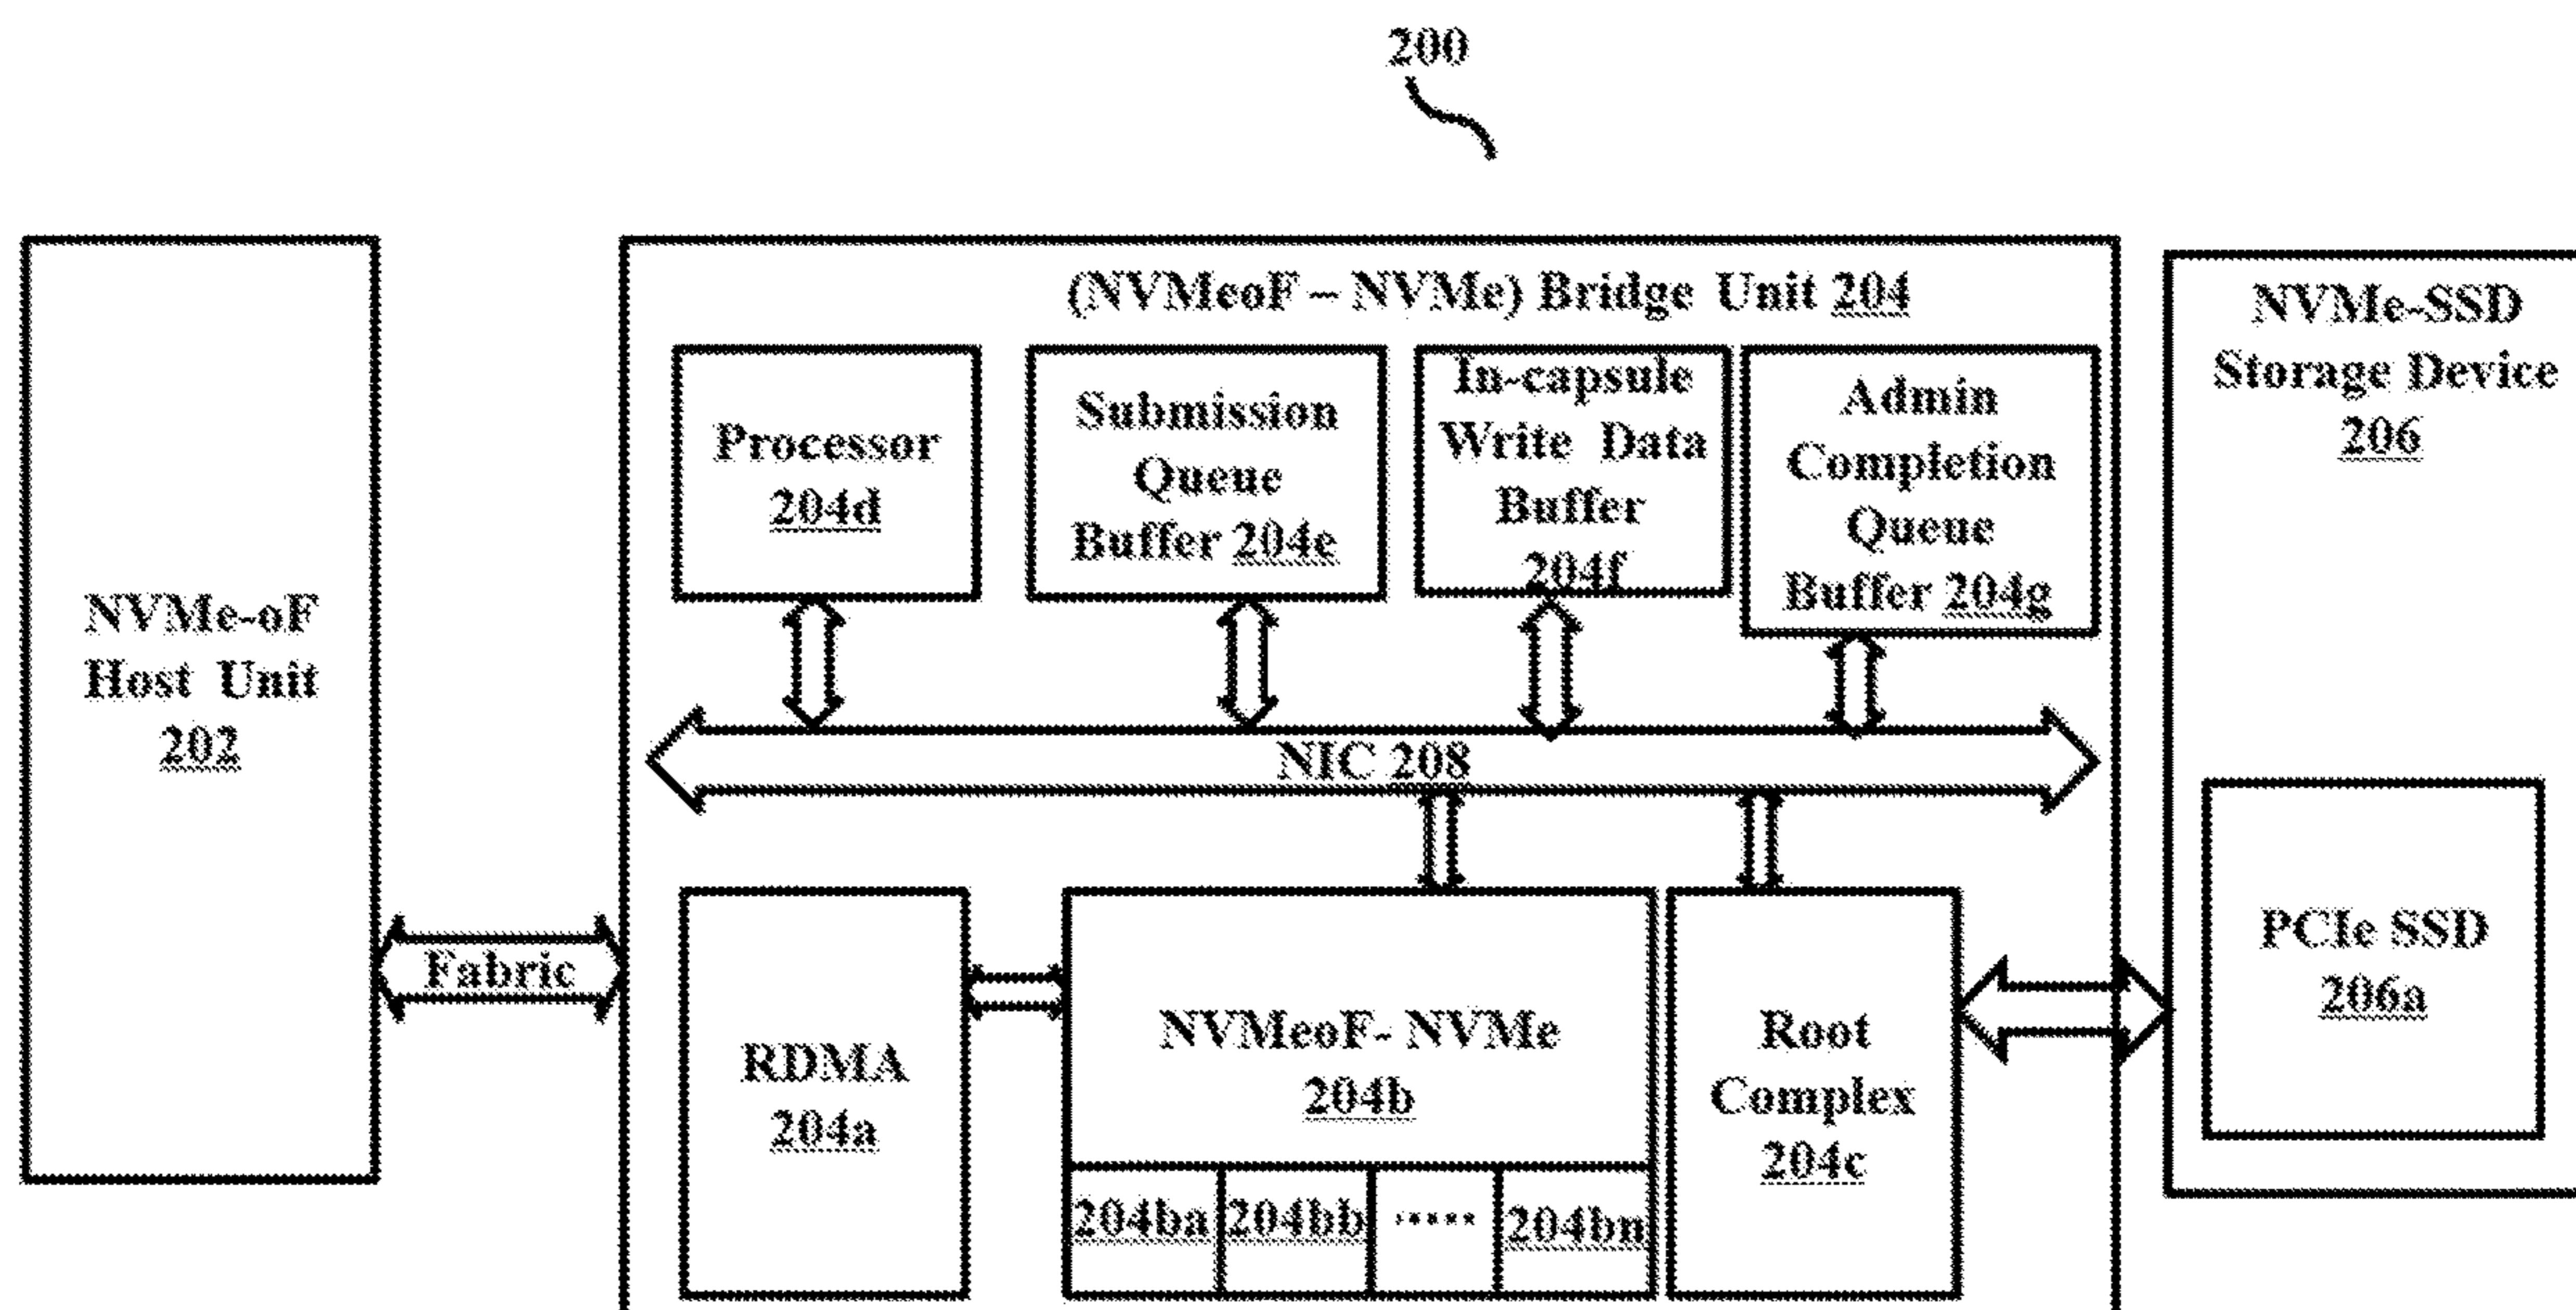 200
(NVMeoF – NVMe) Bridge Unit 204
NVMe-oF
Host Unit
202
Fabric
Processor
204d
Submission
Queue
Buffer 204e
In-capsule
Write Data
Buffer
204f
Admin
Completion
Queue
Buffer 204g
NIC 208
RDMA
204a
NVMeoF- NVMe
204b
204ba
204bb
.....
204bn
Root
Complex
204c
NVMe-SSD
Storage Device
206
PCIe SSD
206a